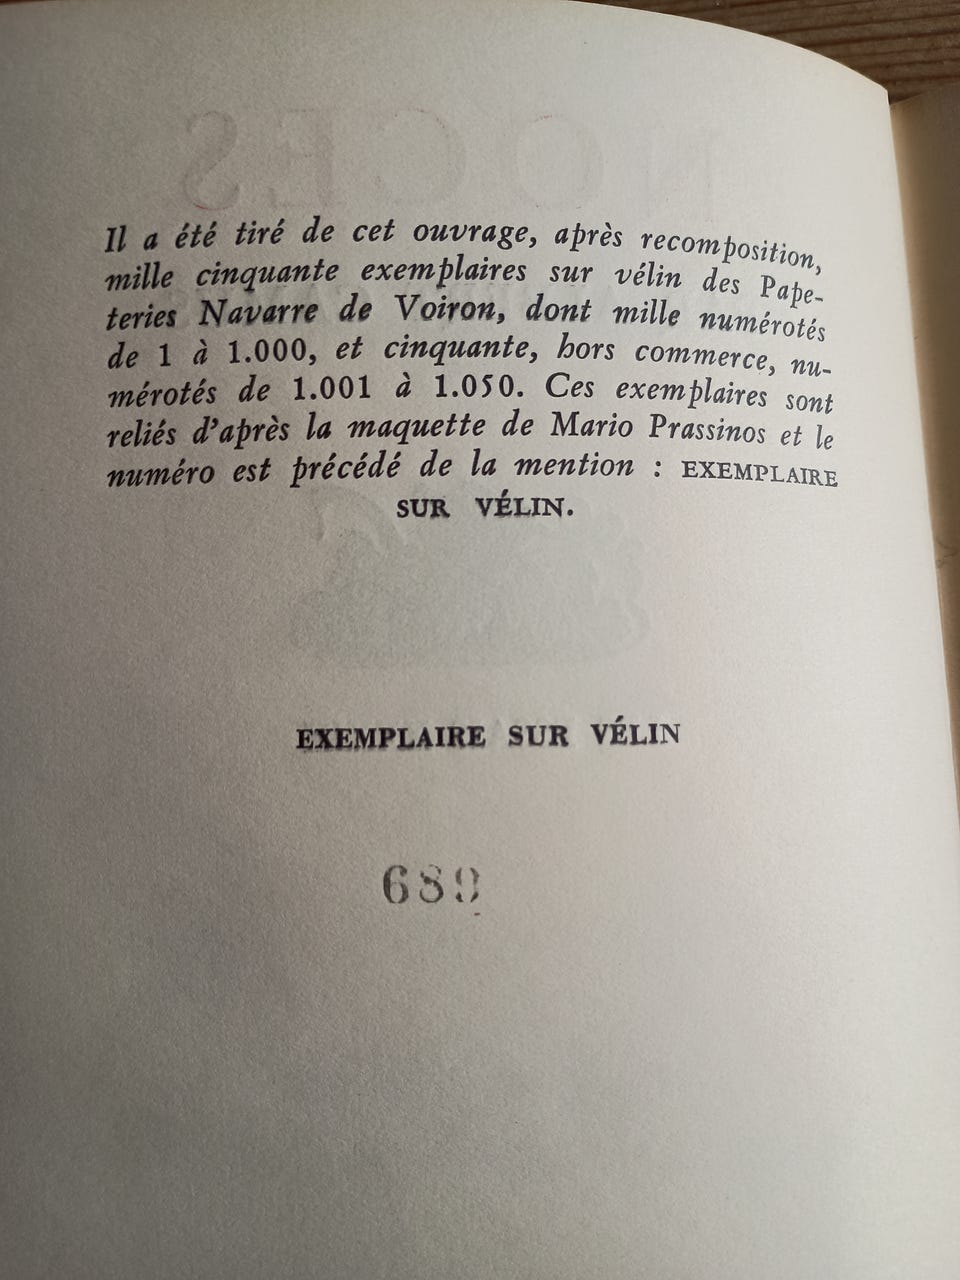 NOCES
Il a été tiré de cet ouvrage, après recomposition,
mille cinquante exemplaires sur vélin des Pape-
teries Navarre de Voiron, dont mille numérotés
de 1 à 1.000, et cinquante, hors commerce, nu-
mérotés de 1.001 à 1.050. Ces exemplaires sont
reliés d'après la maquette de Mario Prassinos et le
numéro est précédé de la mention : EXEMPLAIRE
SUR VÉLIN.
EXEMPLAIRE SUR VÉLIN
689